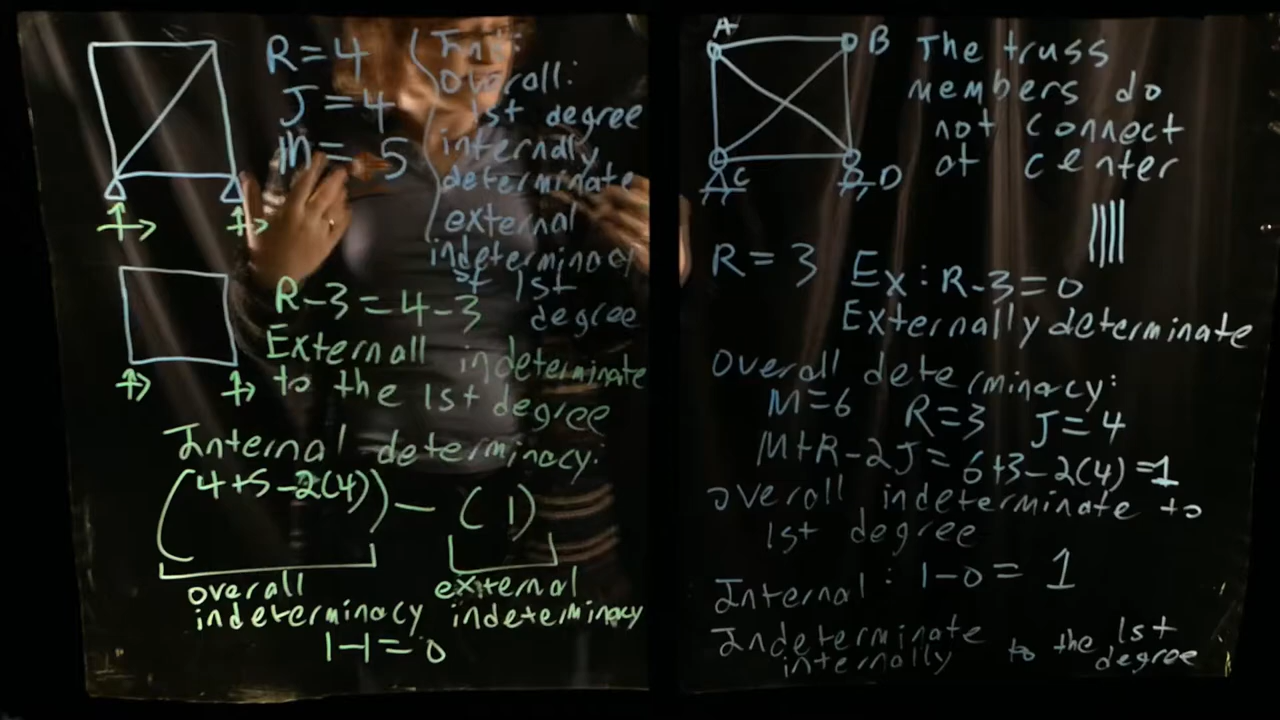 R=4
J=4
m=5
Final:
overall:
1st degree
internally
determinate
external
indeterminacy
of 1st
degree
R-3=4-3
Externall indeterminate
to the 1st degree
Internal determinacy:
(4+5-2(4))-(1)
overall
indeterminacy
external
indeterminacy
1-1=0
A
B
C
D
The truss
members do
not connect
at center
R=3
Ex: R-3=0
Externally determinate
Overall determinacy:
M=6 R=3 J=4
M+R-2J=6+3-2(4)=1
overall indeterminate to
1st degree
Internal: 1-0=1
Indeterminate
internally to the 1st
degree